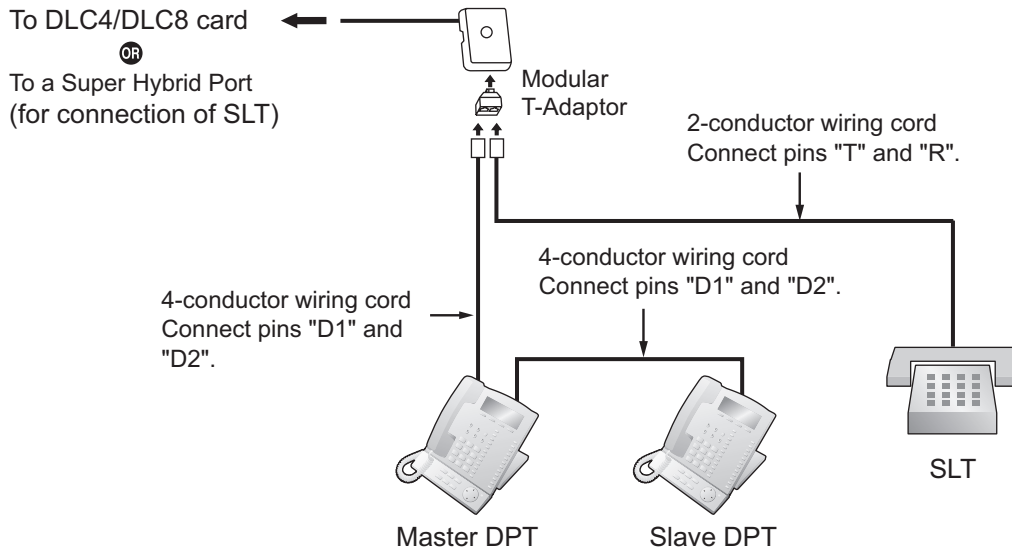 To DLC4/DLC8 card
OR
To a Super Hybrid Port
(for connection of SLT)
Modular
T-Adaptor
2-conductor wiring cord
Connect pins "T" and "R".
4-conductor wiring cord
Connect pins "D1" and "D2".
4-conductor wiring cord
Connect pins "D1" and
"D2".
SLT
Master DPT
Slave DPT